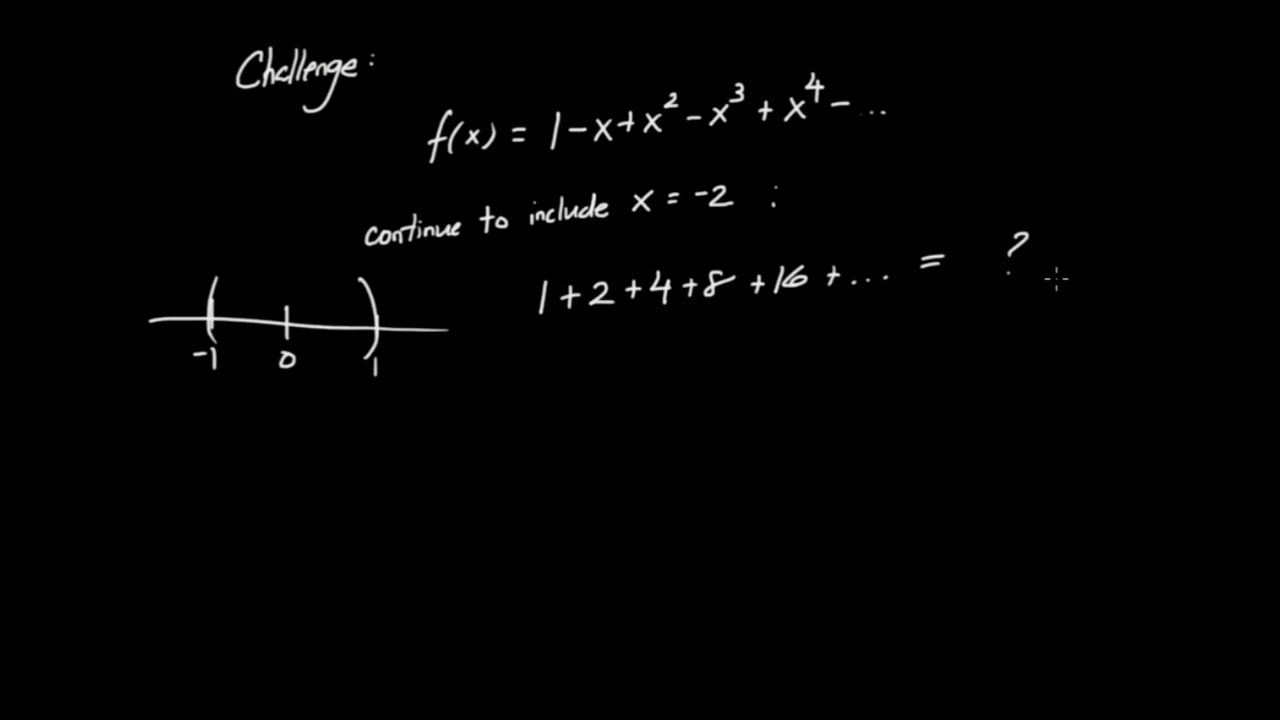 Challenge:
f(x) = 1 - x + x² - x³ + x⁴ - ...
continue to include x = -2 :
1 + 2 + 4 + 8 + 16 + ... = ?
-1 0 1